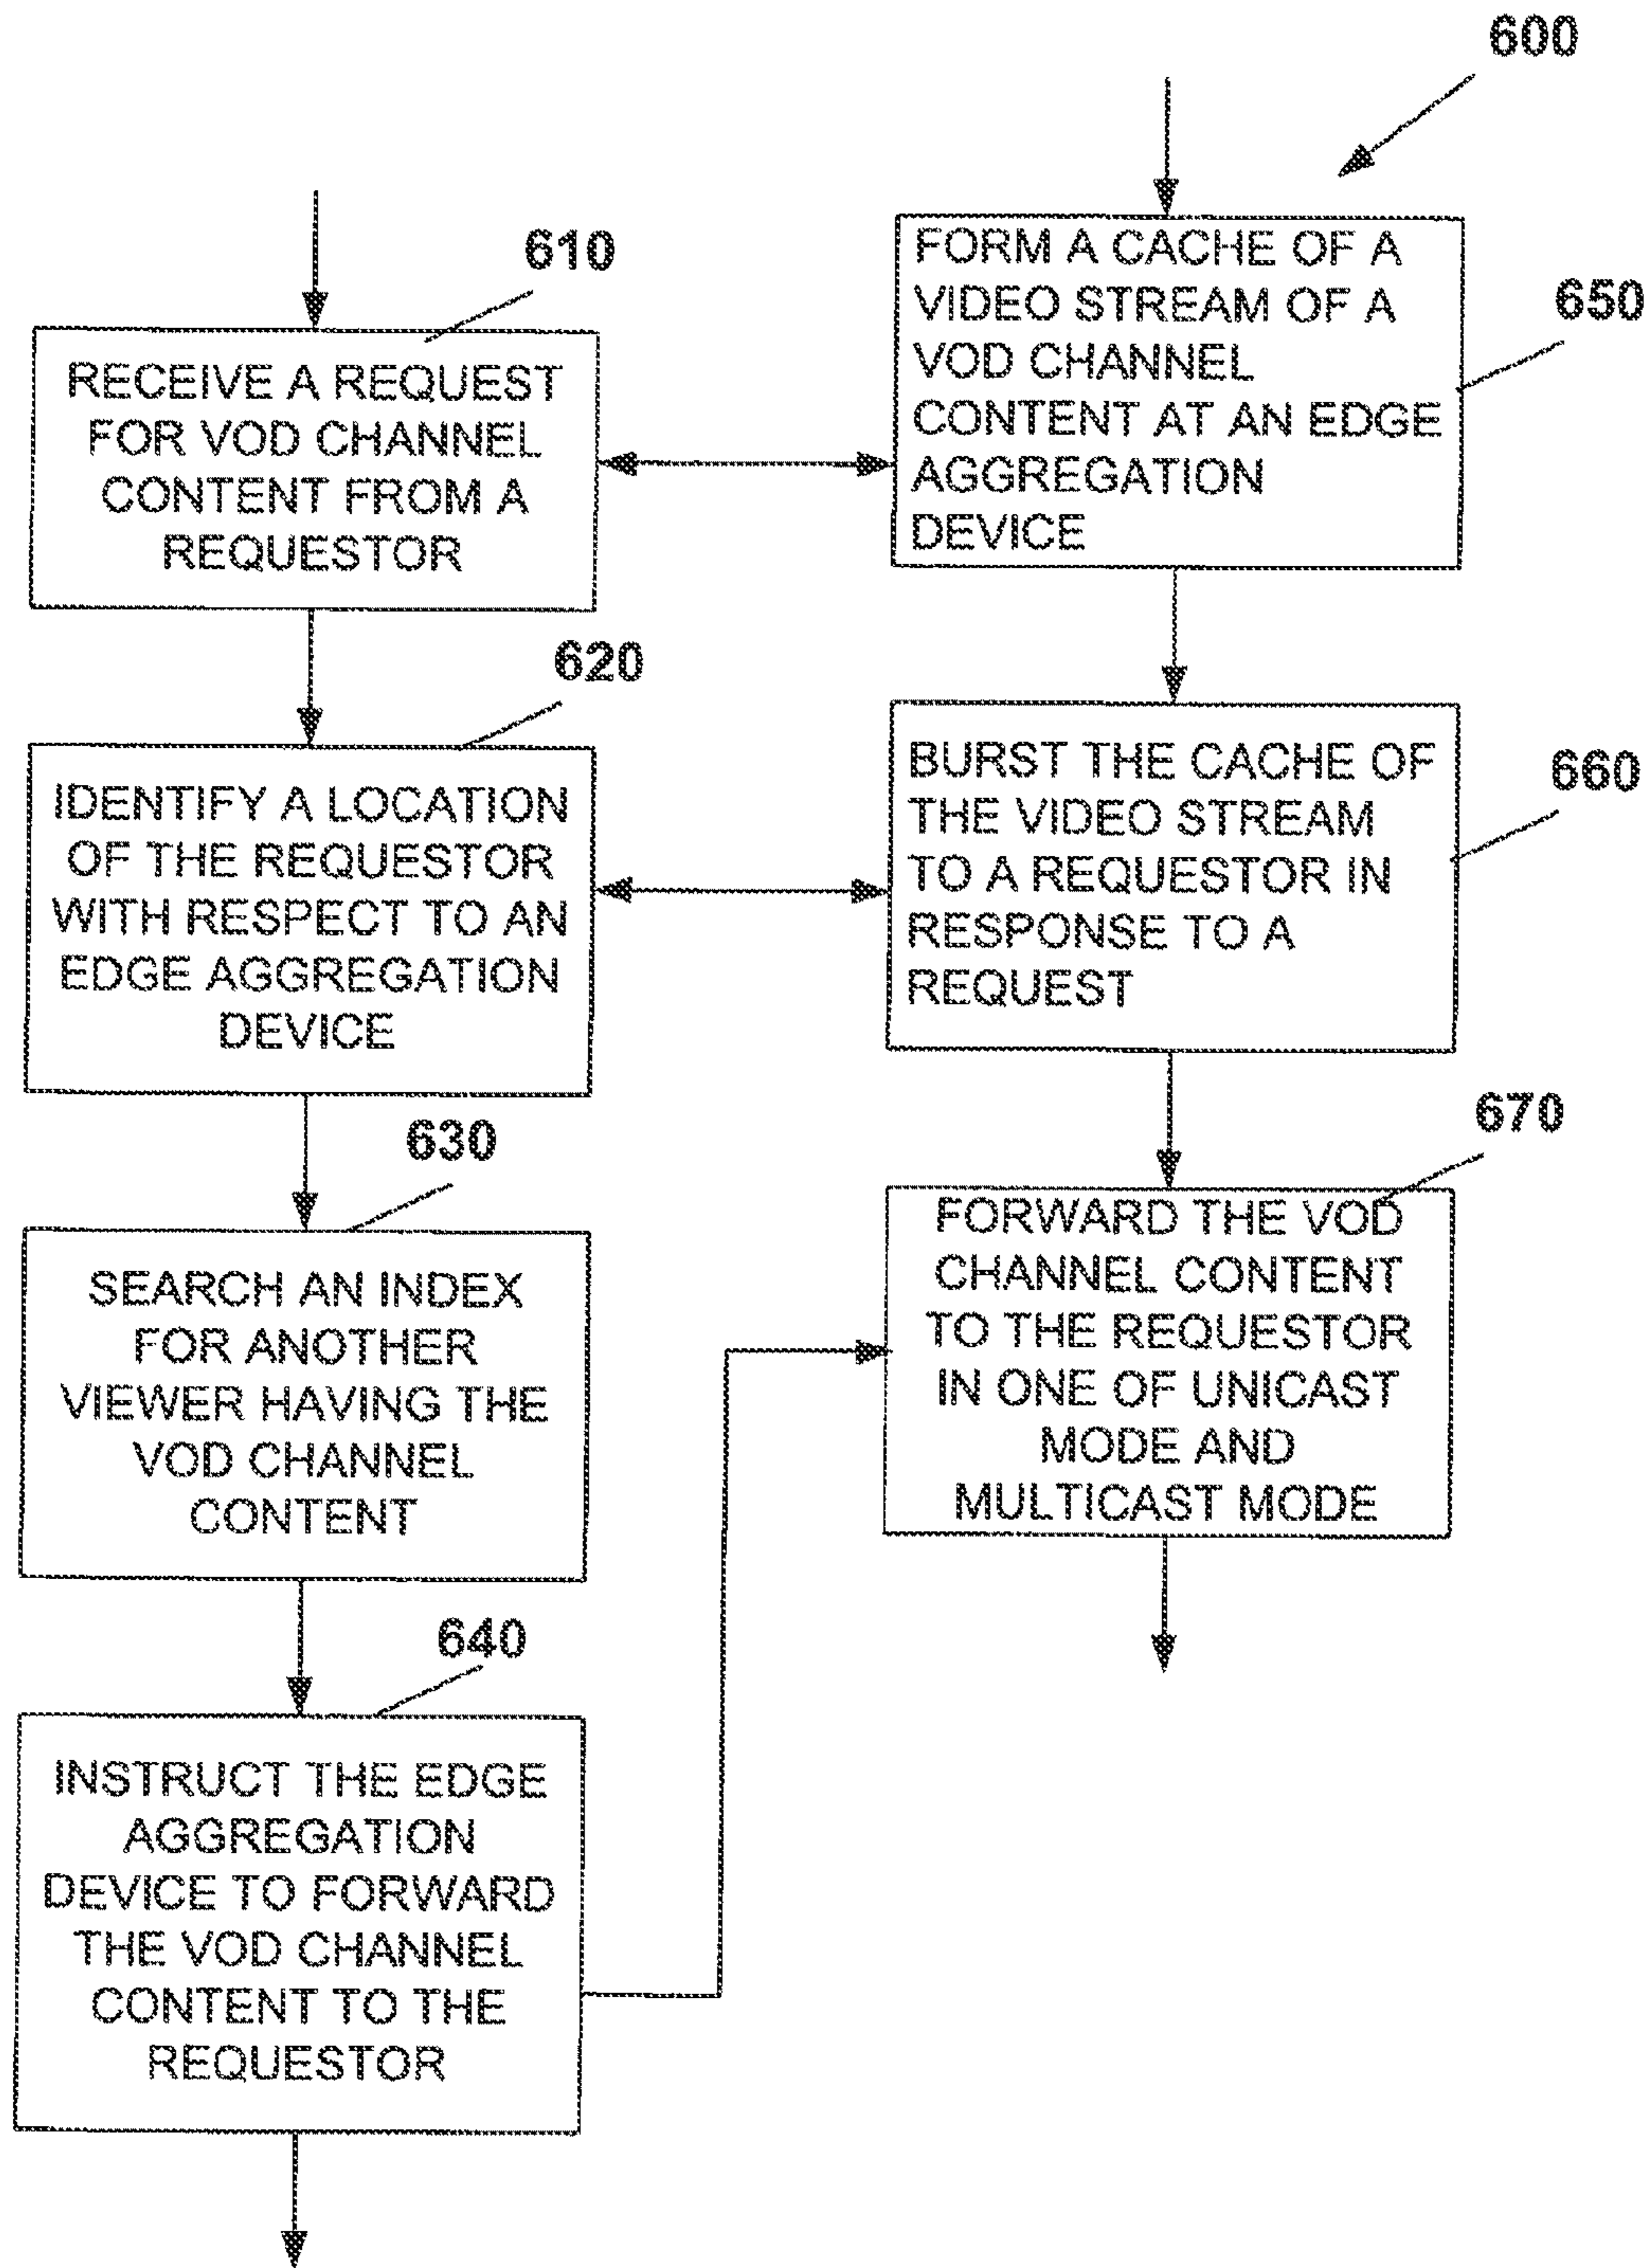 600
610
RECEIVE A REQUEST
FOR VOD CHANNEL
CONTENT FROM A
REQUESTOR
620
IDENTIFY A LOCATION
OF THE REQUESTOR
WITH RESPECT TO AN
EDGE AGGREGATION
DEVICE
630
SEARCH AN INDEX
FOR ANOTHER
VIEWER HAVING THE
VOD CHANNEL
CONTENT
640
INSTRUCT THE EDGE
AGGREGATION
DEVICE TO FORWARD
THE VOD CHANNEL
CONTENT TO THE
REQUESTOR
650
FORM A CACHE OF A
VIDEO STREAM OF A
VOD CHANNEL
CONTENT AT AN EDGE
AGGREGATION
DEVICE
660
BURST THE CACHE OF
THE VIDEO STREAM
TO A REQUESTOR IN
RESPONSE TO A
REQUEST
670
FORWARD THE VOD
CHANNEL CONTENT
TO THE REQUESTOR
IN ONE OF UNICAST
MODE AND
MULTICAST MODE